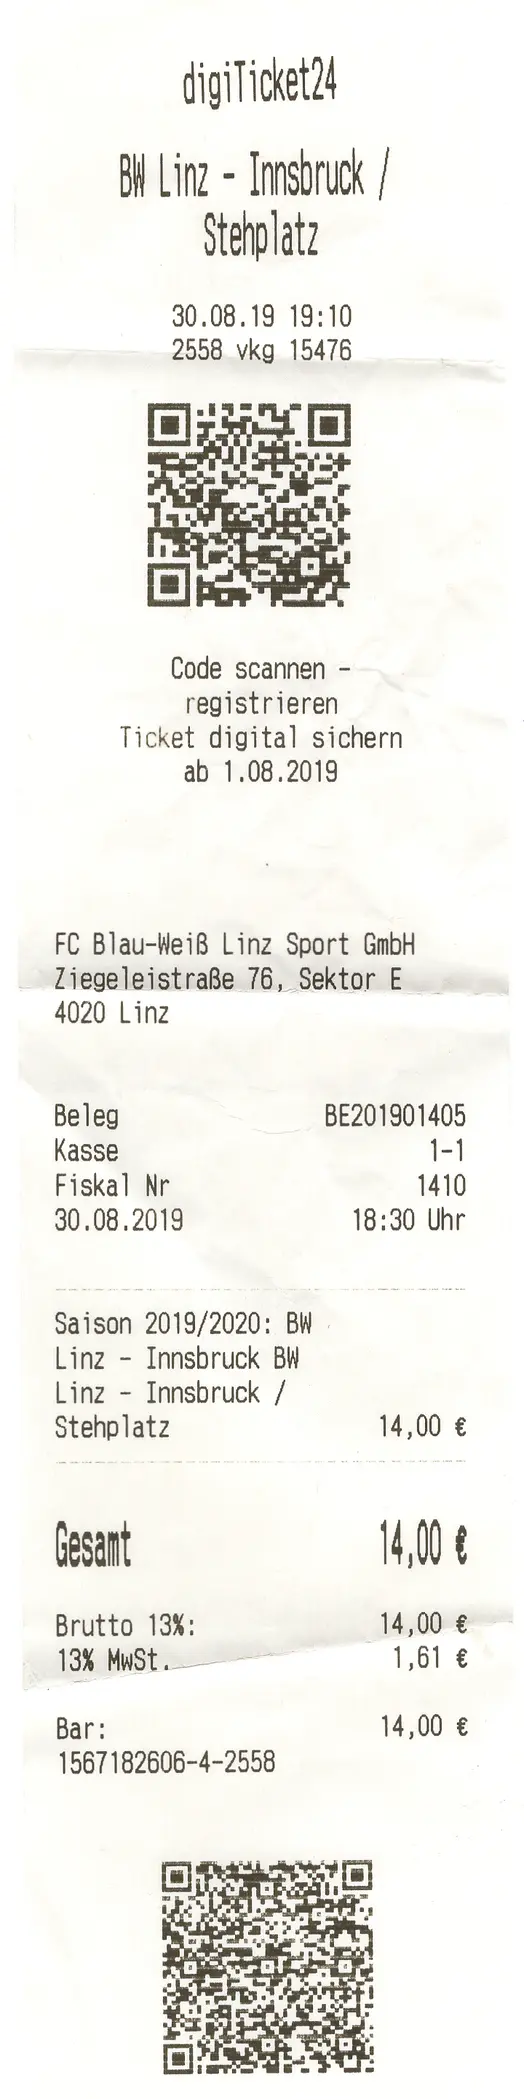 digiTicket24
BW Linz - Innsbruck /
Stehplatz
30.08.19 19:10
2558 vkg 15476
Code scannen -
registrieren
Ticket digital sichern
ab 1.08.2019
FC Blau-Weiß Linz Sport GmbH
Ziegeleistraße 76, Sektor E
4020 Linz
Beleg BE201901405
Kasse 1-1
Fiskal Nr 1410
30.08.2019 18:30 Uhr
Saison 2019/2020: BW
Linz - Innsbruck BW
Linz - Innsbruck /
Stehplatz 14,00 €
Gesamt 14,00 €
Brutto 13%: 14,00 €
13% MwSt. 1,61 €
Bar: 14,00 €
1567182606-4-2558